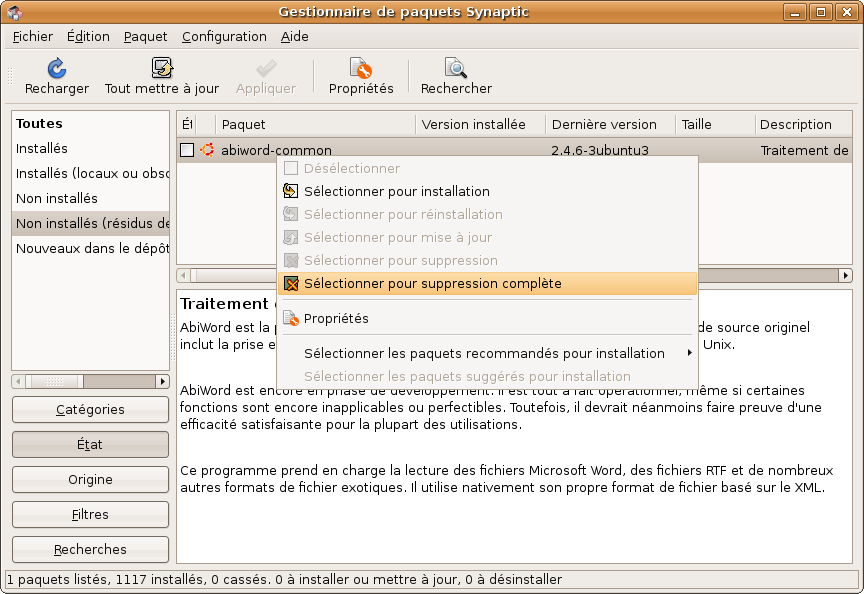 Gestionnaire de paquets Synaptic
Fichier Édition Paquet Configuration Aide
Recharger Tout mettre à jour Appliquer Propriétés Rechercher
Toutes
Installés
Installés (locaux ou obso
Non installés
Non installés (résidus de
Nouveaux dans le dépôt
Catégories
État
Origine
Filtres
Recherches
Ét Paquet Version installée Dernière version Taille Description
abiword-common 2.4.6-3ubuntu3 Traitement de
Désélectionner
Sélectionner pour installation
Sélectionner pour réinstallation
Sélectionner pour mise à jour
Sélectionner pour suppression
Sélectionner pour suppression complète
Propriétés
Sélectionner les paquets recommandés pour installation
Sélectionner les paquets suggérés pour installation
Traitement
AbiWord est la de source originel
inclut la prise Unix.
AbiWord est encore en phase de développement. Il est tout à fait opérationnel, même si certaines
fonctions sont encore inapplicables ou perfectibles. Toutefois, il devrait néanmoins faire preuve d'une
efficacité satisfaisante pour la plupart des utilisations.
Ce programme prend en charge la lecture des fichiers Microsoft Word, des fichiers RTF et de nombreux
autres formats de fichier exotiques. Il utilise nativement son propre format de fichier basé sur le XML.
1 paquets listés, 1117 installés, 0 cassés. 0 à installer ou mettre à jour, 0 à désinstaller